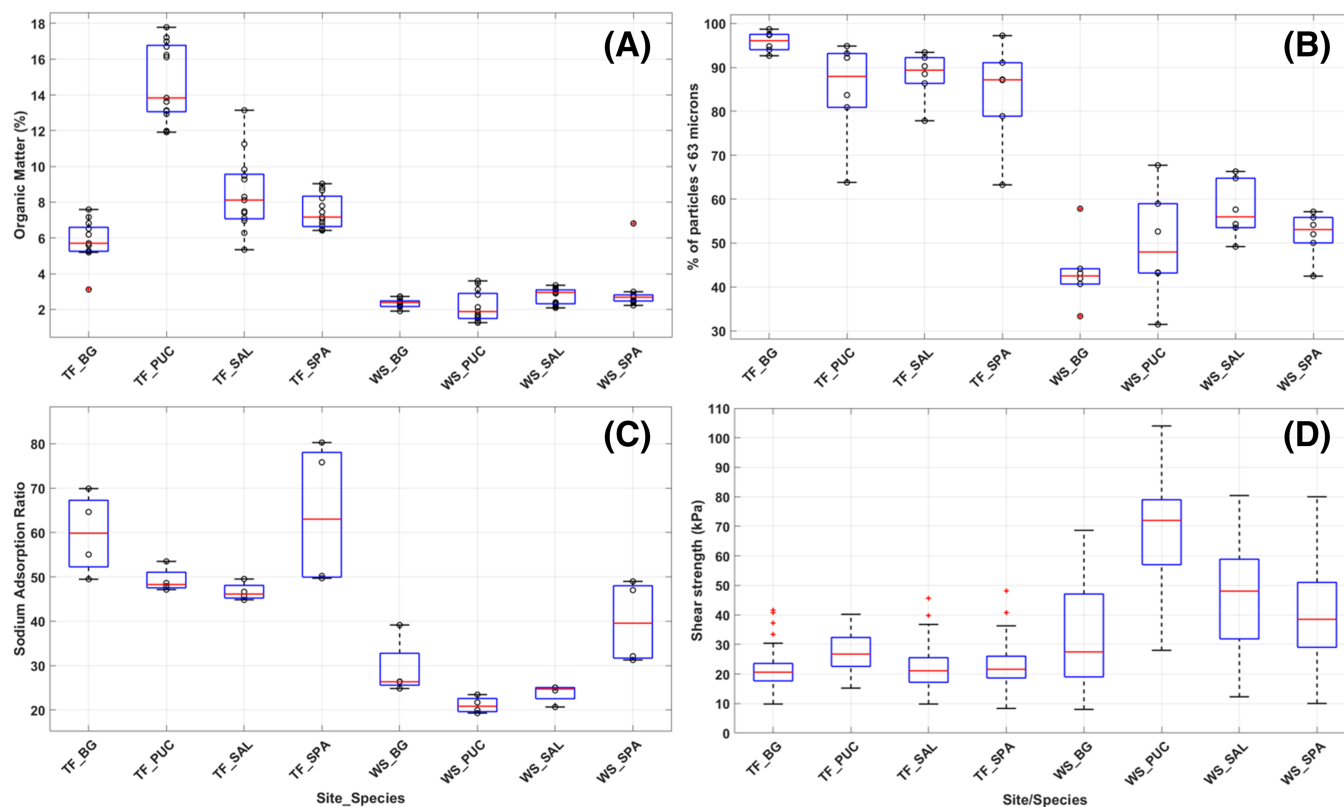 (A)
Organic Matter (%)
18
16
14
12
10
8
6
4
2
TF_BG
TF_PUC
TF_SAL
TF_SPA
WS_BG
WS_PUC
WS_SAL
WS_SPA
(B)
% of particles < 63 microns
100
90
80
70
60
50
40
30
TF_BG
TF_PUC
TF_SAL
TF_SPA
WS_BG
WS_PUC
WS_SAL
WS_SPA
(C)
Sodium Adsorption Ratio
80
70
60
50
40
30
20
TF_BG
TF_PUC
TF_SAL
TF_SPA
WS_BG
WS_PUC
WS_SAL
WS_SPA
Site_Species
(D)
Shear strength (kPa)
110
100
90
80
70
60
50
40
30
20
10
0
TF_BG
TF_PUC
TF_SAL
TF_SPA
WS_BG
WS_PUC
WS_SAL
WS_SPA
Site/Species